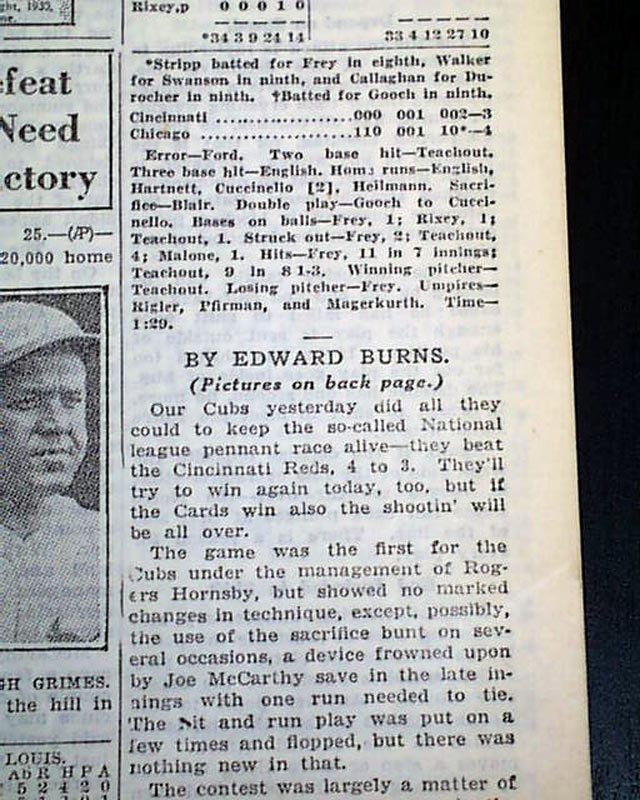 ght, 1933,
ne.
efeat
Need
ictory
25.—(AP)—
20,000 home
GH GRIMES.
the hill in
LOUIS.
Ab R H P A
5 2 4 2 0
Rixey,p 0 0 0 1 0
*34 3 9 24 14 33 4 12 27 10
*Stripp batted for Frey in eighth, Walker
for Swanson in ninth, and Callaghan for Du-
rocher in ninth. †Batted for Gooch in ninth.
Cincinnati ....................000 001 002—3
Chicago ......................110 001 10*—4
Error—Ford. Two base hit—Teachout.
Three base hit—English. Home runs—English,
Hartnett, Cuccinello [2], Heilmann. Sacri-
fice—Blair. Double play—Gooch to Cucci-
nello. Bases on balls—Frey, 1; Rixey, 1;
Teachout, 1. Struck out—Frey, 2; Teachout,
4; Malone, 1. Hits—Frey, 11 in 7 innings;
Teachout, 9 in 8 1-3. Winning pitcher—
Teachout. Losing pitcher—Frey. Umpires—
Rigler, Pfirman, and Magerkurth. Time—
1:29.
BY EDWARD BURNS.
(Pictures on back page.)
Our Cubs yesterday did all they
could to keep the so-called National
league pennant race alive—they beat
the Cincinnati Reds, 4 to 3. They'll
try to win again today, too, but if
the Cards win also the shootin' will
be all over.
The game was the first for the
Cubs under the management of Rog-
ers Hornsby, but showed no marked
changes in technique, except, possibly,
the use of the sacrifice bunt on sev-
eral occasions, a device frowned upon
by Joe McCarthy save in the late in-
nings with one run needed to tie.
The hit and run play was put on a
few times and flopped, but there was
nothing new in that.
The contest was largely a matter of